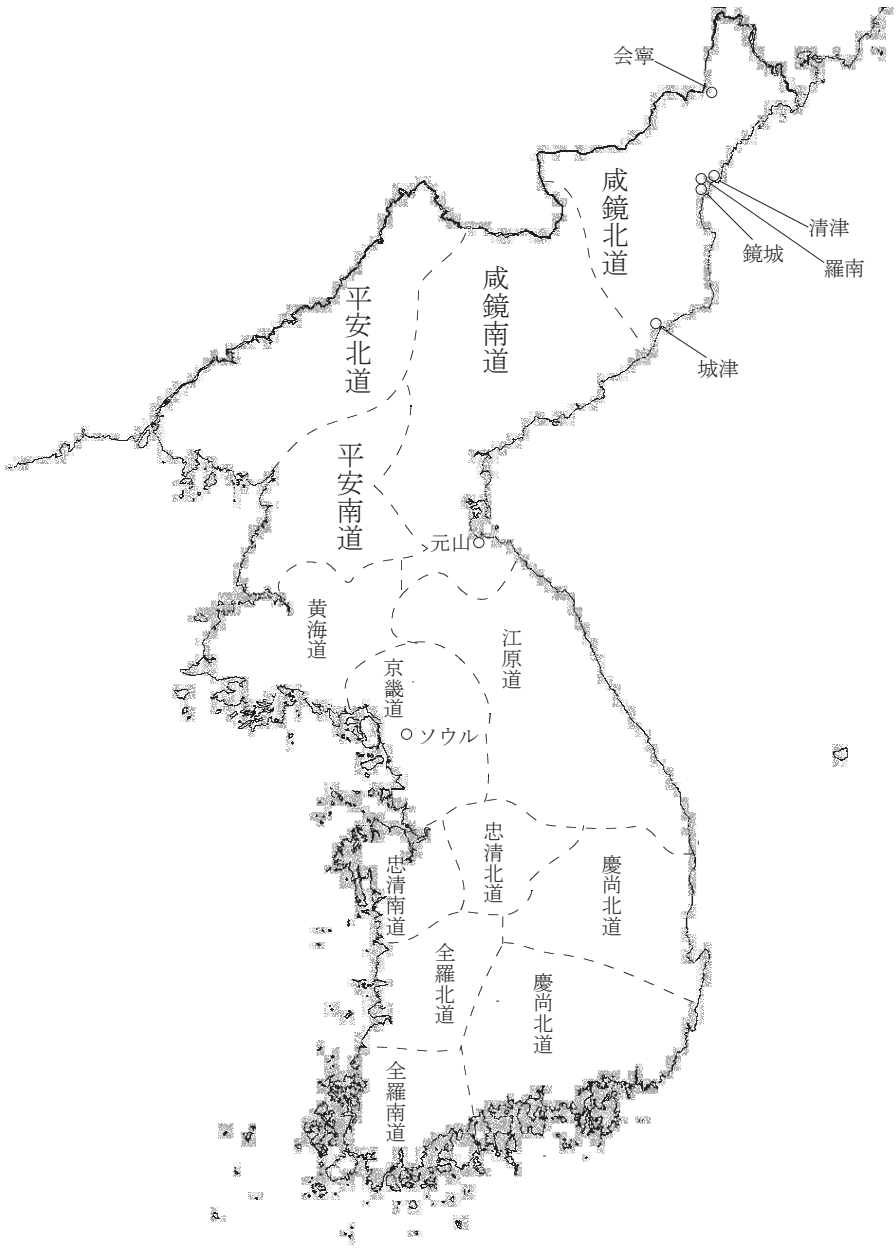 会寧
咸鏡北道
清津
鏡城
羅南
咸鏡南道
平安北道
城津
平安南道
元山
黄海道
江原道
京畿道
ソウル
忠清北道
忠清南道
慶尚北道
全羅北道
慶尚北道
全羅南道